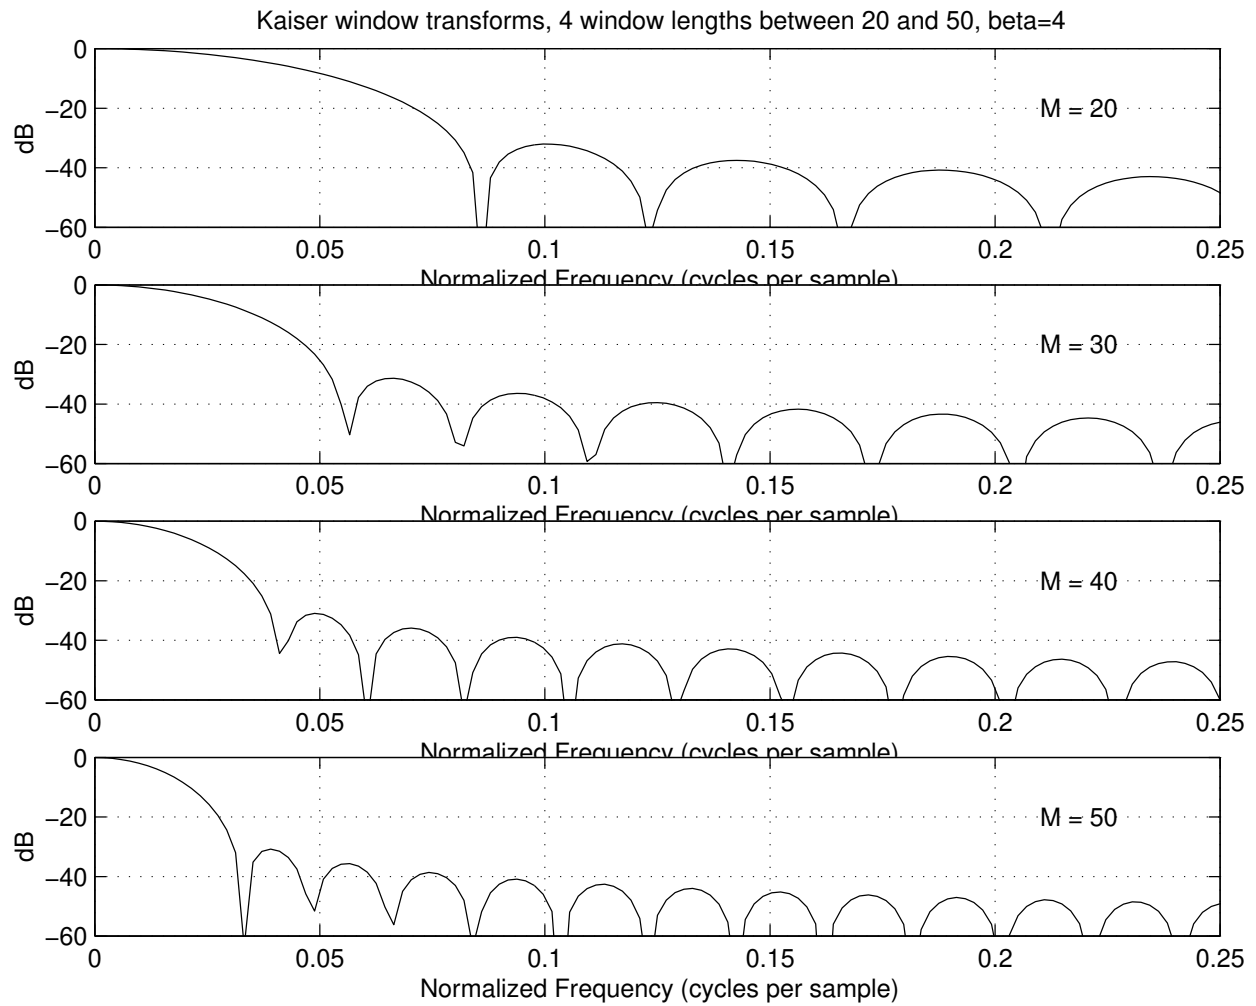 Kaiser window transforms, 4 window lengths between 20 and 50, beta=4
0
−20
−40
−60
dB
M = 20
0 0.05 0.1 0.15 0.2 0.25
Normalized Frequency (cycles per sample)
0
−20
−40
−60
dB
M = 30
0 0.05 0.1 0.15 0.2 0.25
Normalized Frequency (cycles per sample)
0
−20
−40
−60
dB
M = 40
0 0.05 0.1 0.15 0.2 0.25
Normalized Frequency (cycles per sample)
0
−20
−40
−60
dB
M = 50
0 0.05 0.1 0.15 0.2 0.25
Normalized Frequency (cycles per sample)